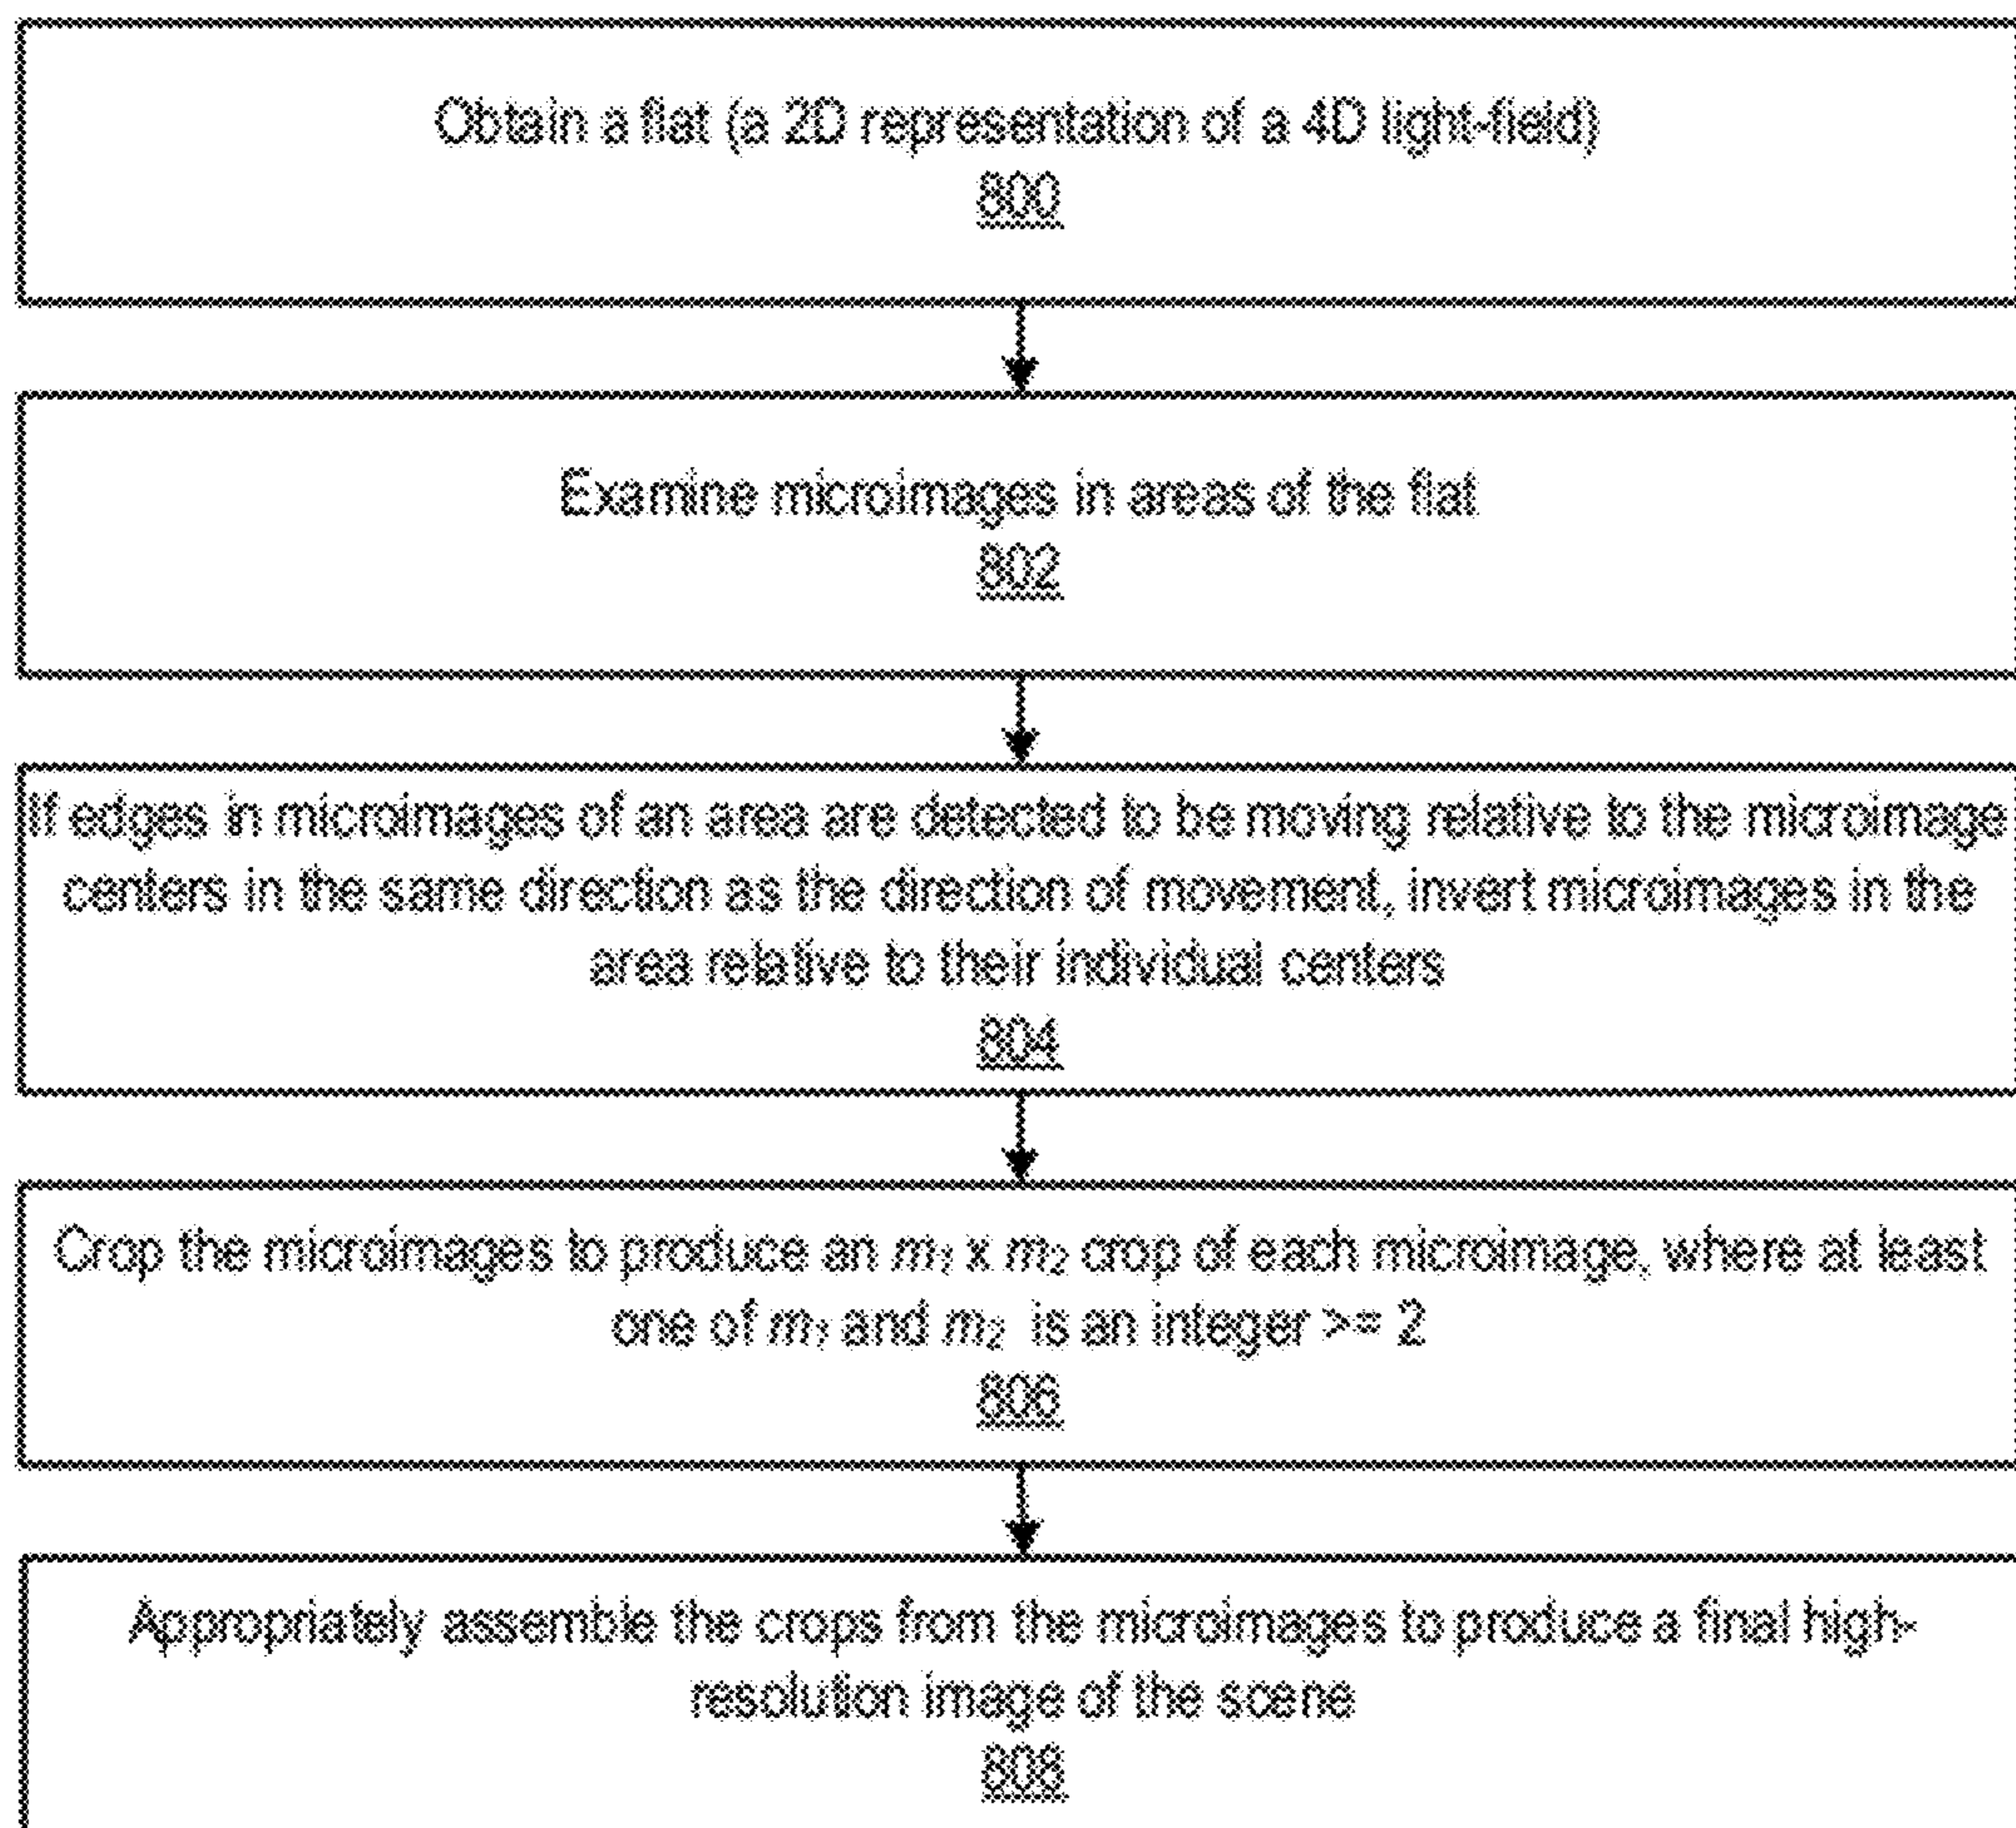 Obtain a flat (a 2D representation of a 4D light-field)
800
Examine microimages in areas of the flat
802
If edges in microimages of an area are detected to be moving relative to the microimage
centers in the same direction as the direction of movement, invert microimages in the
area relative to their individual centers
804
Crop the microimages to produce an m₁ x m₂ crop of each microimage, where at least
one of m₁ and m₂ is an integer >= 2
806
Appropriately assemble the crops from the microimages to produce a final high-
resolution image of the scene
808